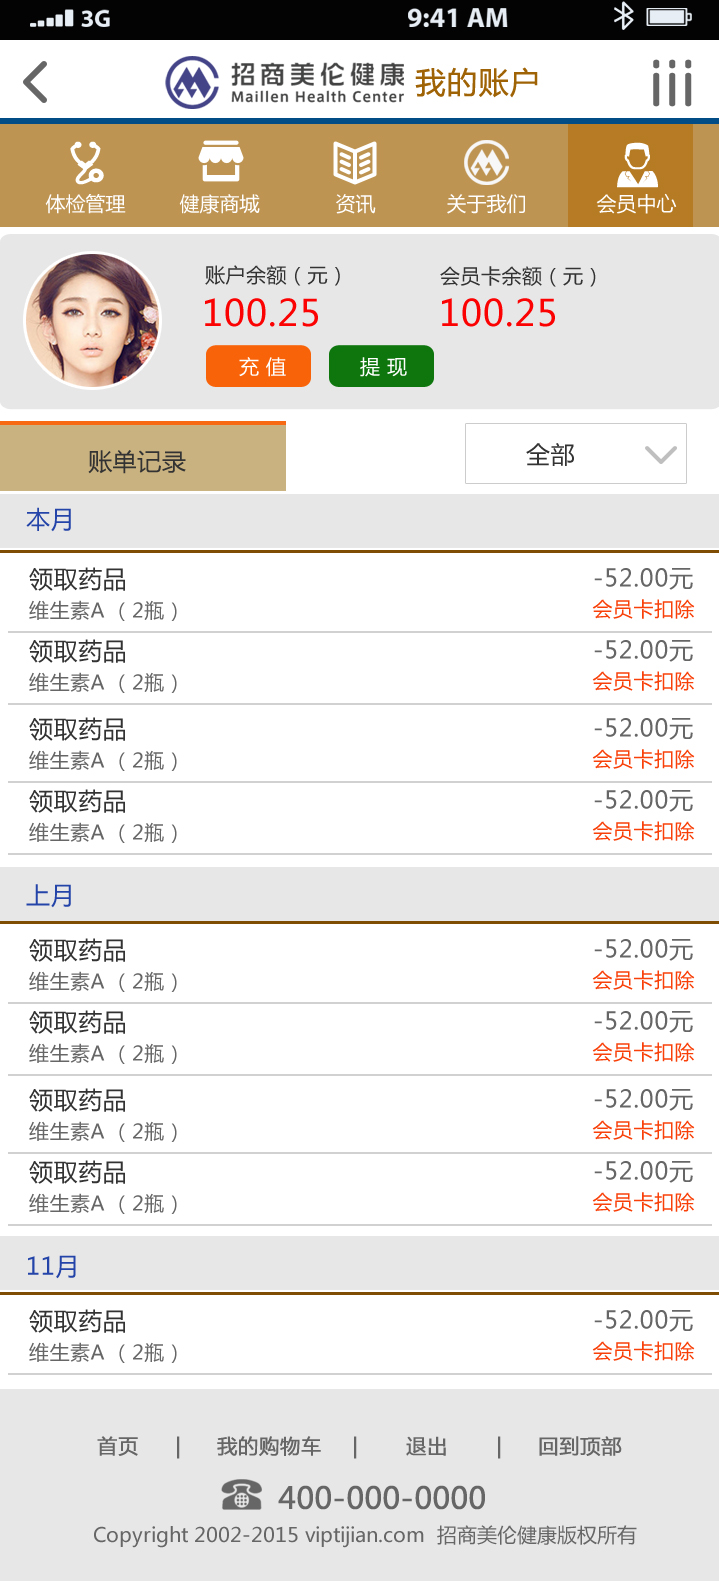 3G 9:41 AM
招商美伦健康 我的账户
Maillen Health Center
体检管理 健康商城 资讯 关于我们 会员中心
账户余额（元） 会员卡余额（元）
100.25 100.25
充 值 提 现
账单记录 全部
本月
领取药品 -52.00元
维生素A （2瓶） 会员卡扣除
领取药品 -52.00元
维生素A （2瓶） 会员卡扣除
领取药品 -52.00元
维生素A （2瓶） 会员卡扣除
领取药品 -52.00元
维生素A （2瓶） 会员卡扣除
上月
领取药品 -52.00元
维生素A （2瓶） 会员卡扣除
领取药品 -52.00元
维生素A （2瓶） 会员卡扣除
领取药品 -52.00元
维生素A （2瓶） 会员卡扣除
领取药品 -52.00元
维生素A （2瓶） 会员卡扣除
11月
领取药品 -52.00元
维生素A （2瓶） 会员卡扣除
首页 | 我的购物车 | 退出 | 回到顶部
400-000-0000
Copyright 2002-2015 viptijian.com 招商美伦健康版权所有